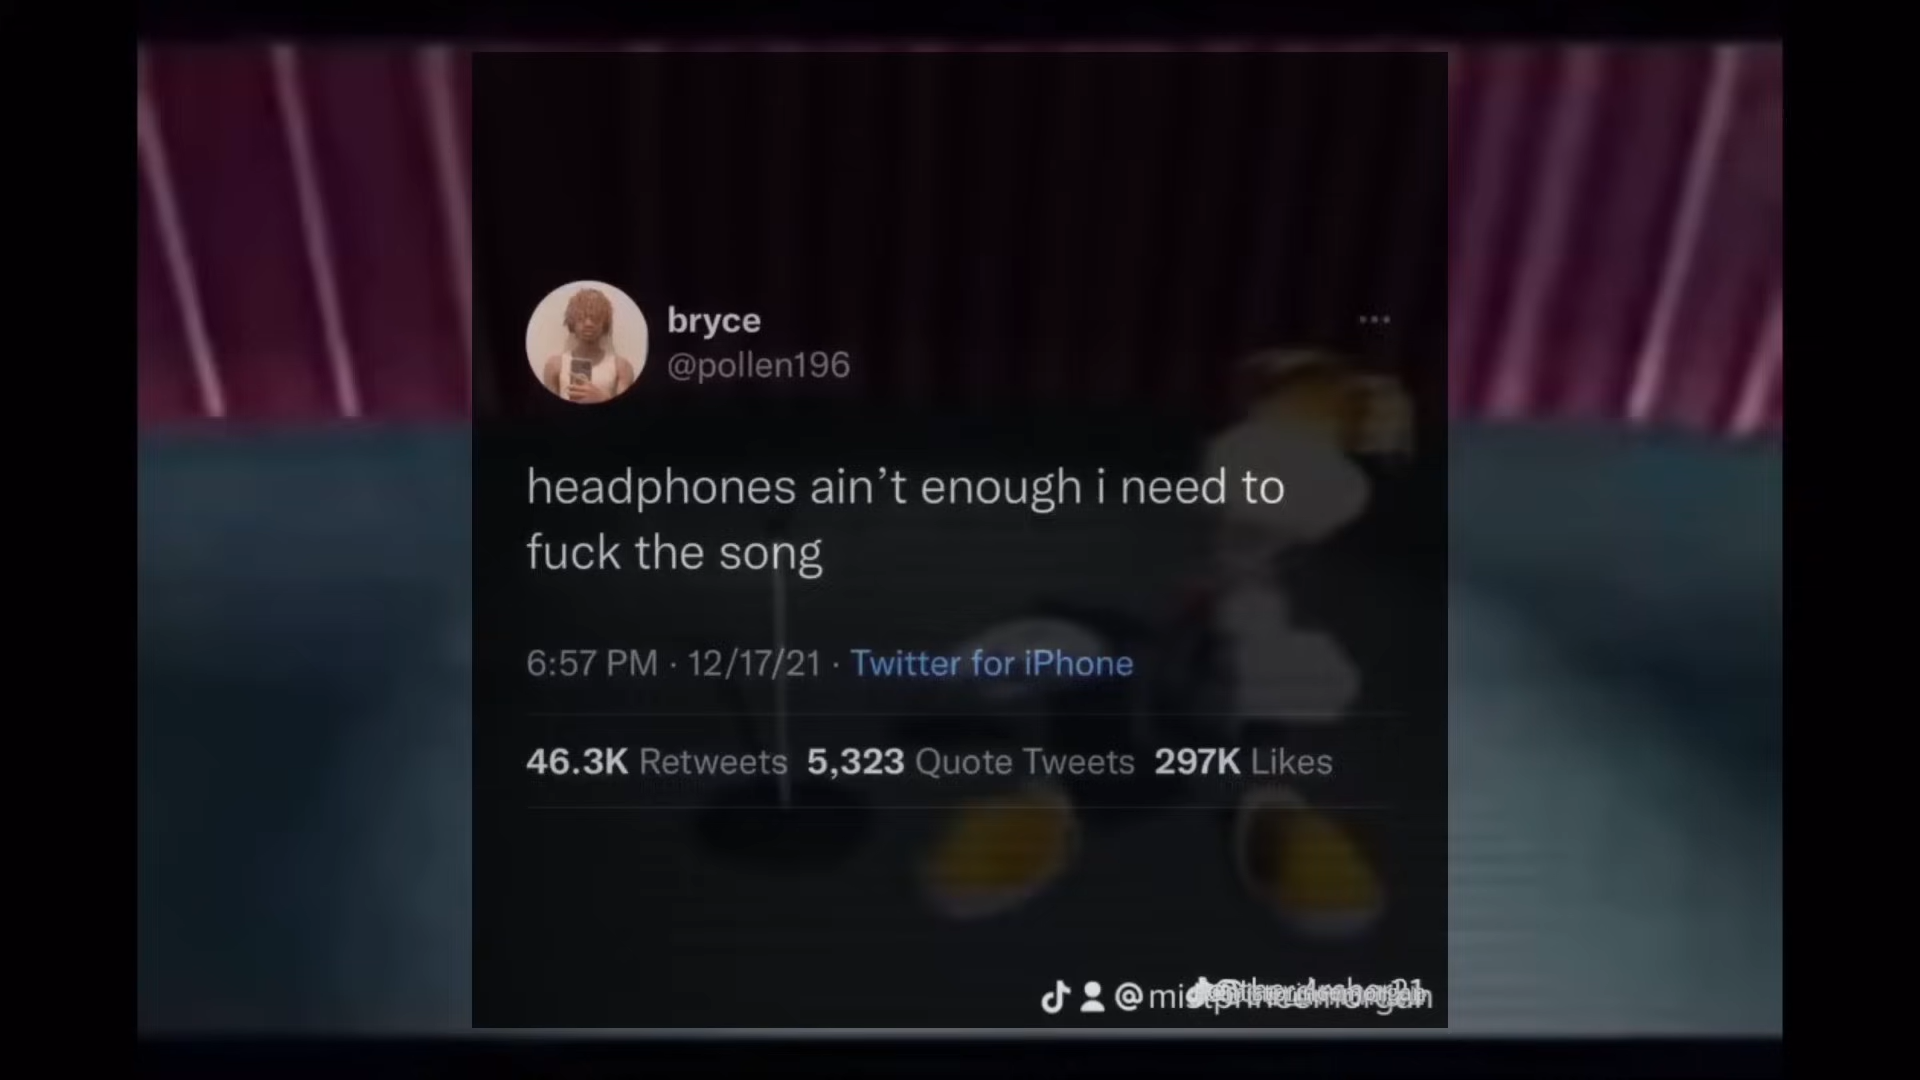 bryce
@pollen196
headphones ain’t enough i need to
fuck the song
6:57 PM · 12/17/21 · Twitter for iPhone
46.3K Retweets 5,323 Quote Tweets 297K Likes